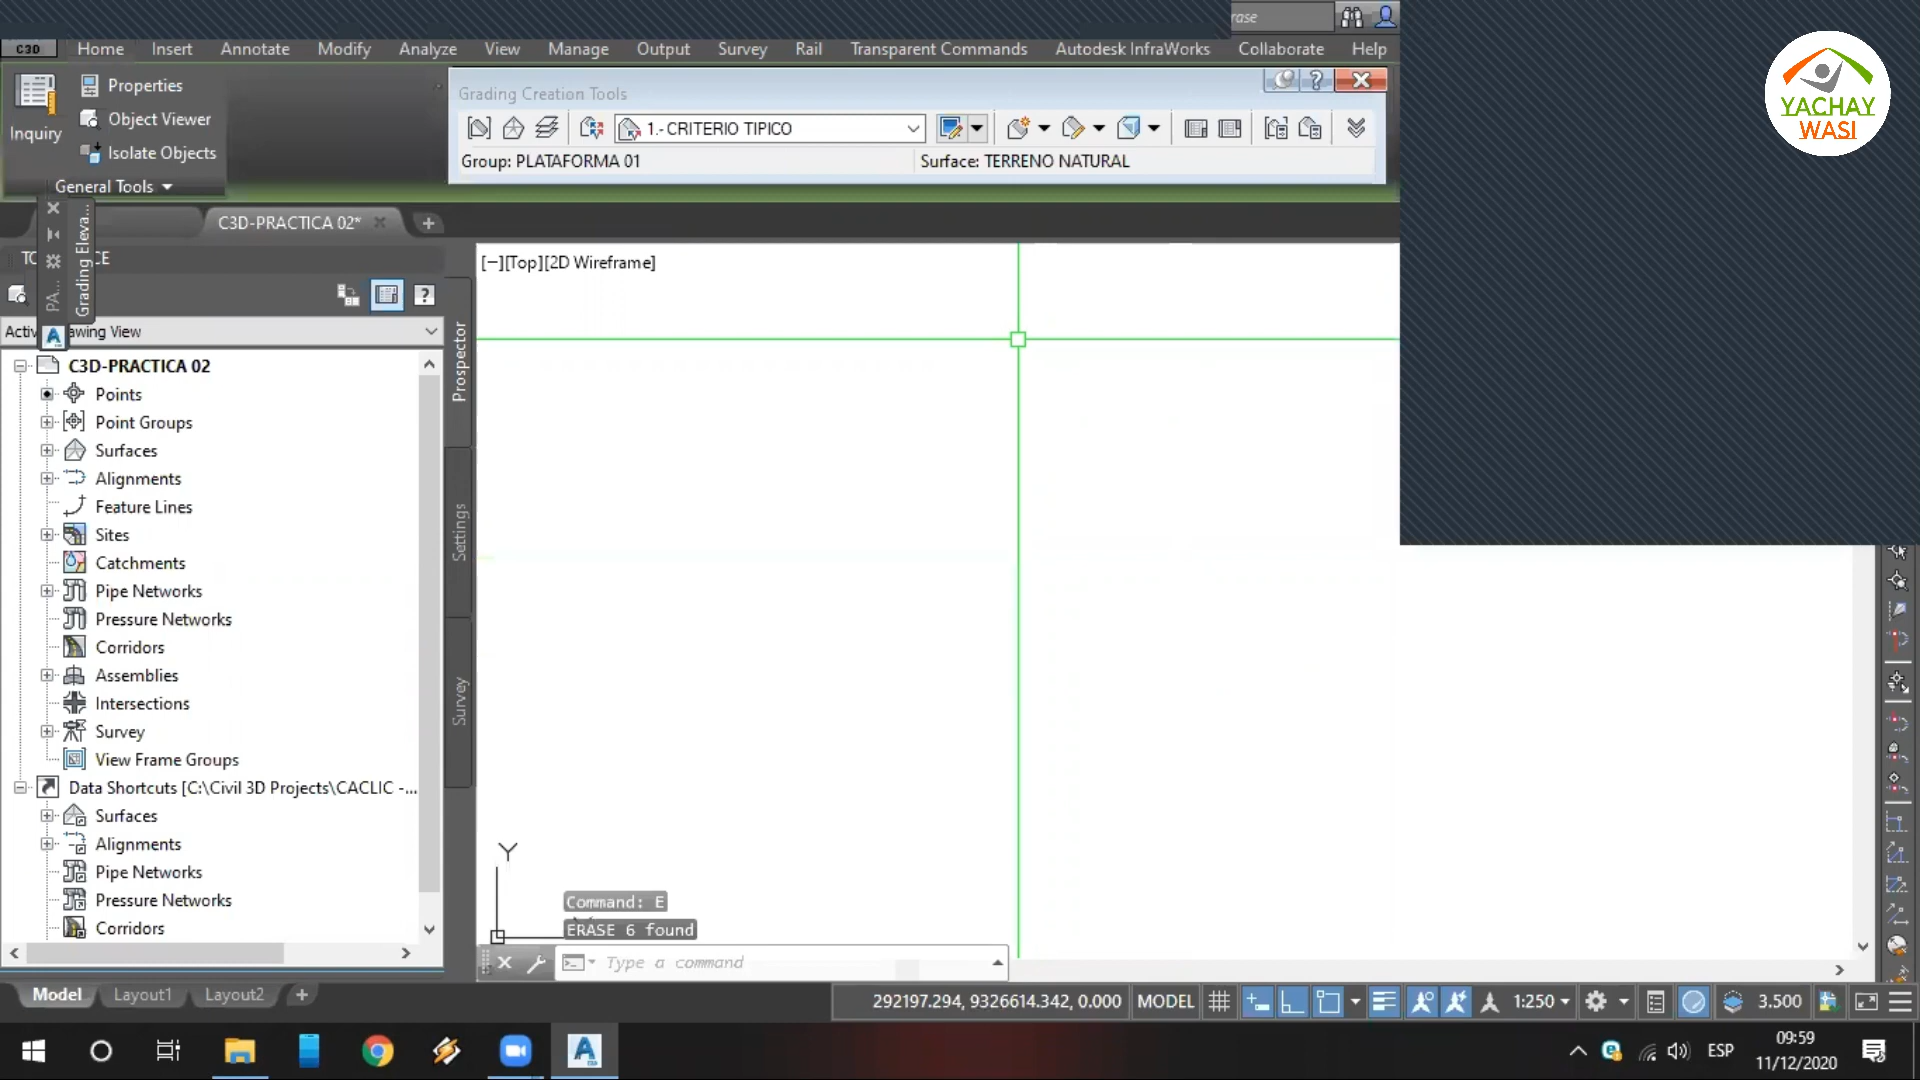 rase
C3D
Home Insert Annotate Modify Analyze View Manage Output Survey Rail Transparent Commands Autodesk InfraWorks Collaborate Help
Inquiry
Properties
Object Viewer
Isolate Objects
General Tools
Grading Creation Tools
1.- CRITERIO TIPICO
Group: PLATAFORMA 01
Surface: TERRENO NATURAL
YACHAY
WASI
C3D-PRACTICA 02*
Grading Eleva...
PA...
[−][Top][2D Wireframe]
Prospector
Settings
Survey
C3D-PRACTICA 02
Points
Point Groups
Surfaces
Alignments
Feature Lines
Sites
Catchments
Pipe Networks
Pressure Networks
Corridors
Assemblies
Intersections
Survey
View Frame Groups
Data Shortcuts [C:\Civil 3D Projects\CACLIC -...
Surfaces
Alignments
Pipe Networks
Pressure Networks
Corridors
Y
Command: E
ERASE 6 found
Type a command
Model Layout1 Layout2
292197.294, 9326614.342, 0.000 MODEL
1:250
3.500
ESP
09:59
11/12/2020